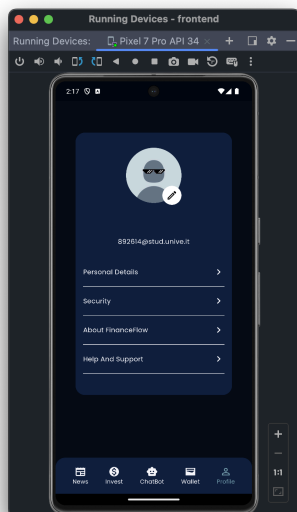 Running Devices - frontend
Running Devices: Pixel 7 Pro API 34
2:17
892614@stud.unive.it
Personal Details
Security
About FinanceFlow
Help And Support
News Invest ChatBot Wallet Profile
1:1